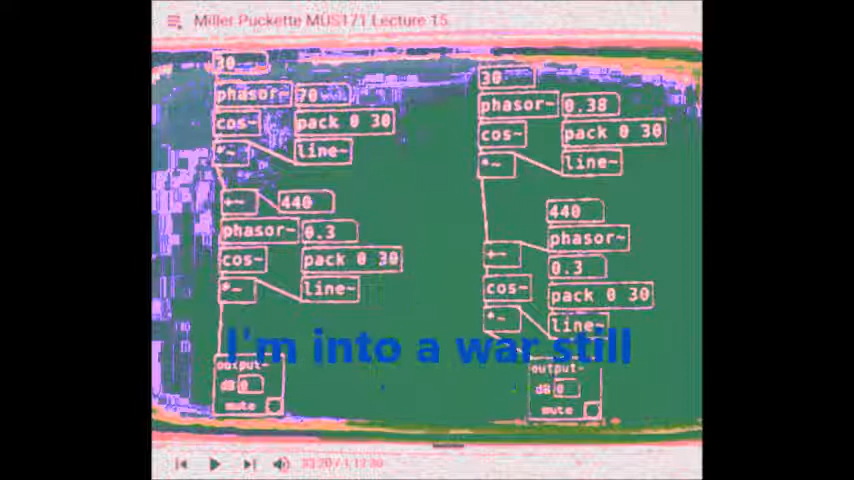 Miller Puckette MUS171 Lecture 15
30
phasor~ 70
cos~ pack 0 30
*~ line~
+~ 440
phasor~ 0.3
cos~ pack 0 30
*~ line~
output~
dB 0
mute
30
phasor~ 0.38
cos~ pack 0 30
*~ line~
440
phasor~
+~
0.3
cos~ pack 0 30
*~ line~
output~
dB 0
mute
I'm into a war still